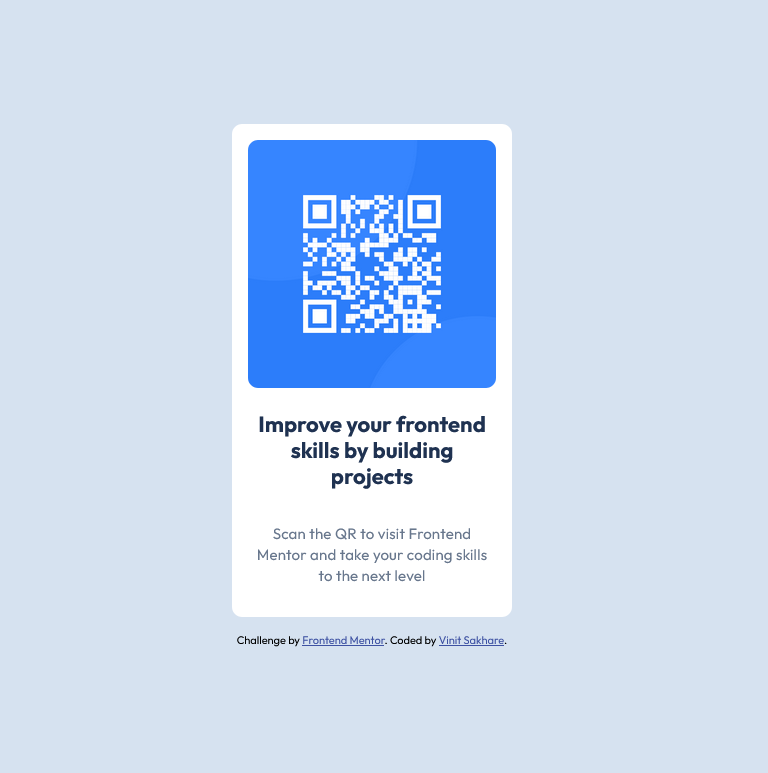 Improve your frontend
skills by building
projects
Scan the QR to visit Frontend
Mentor and take your coding skills
to the next level
Challenge by Frontend Mentor. Coded by Vinit Sakhare.